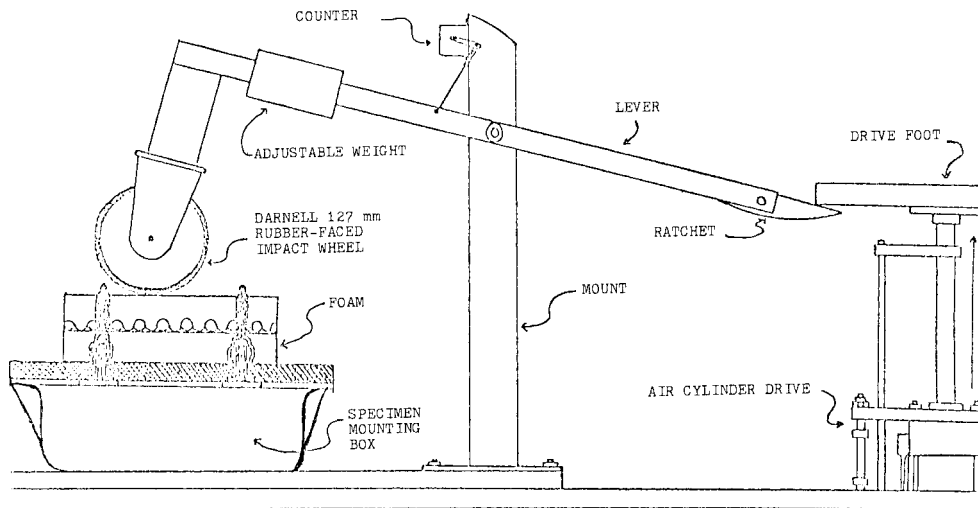 COUNTER
LEVER
DRIVE FOOT
ADJUSTABLE WEIGHT
DARNELL 127 mm
RUBBER-FACED
IMPACT WHEEL
RATCHET
FOAM
MOUNT
AIR CYLINDER DRIVE
SPECIMEN
MOUNTING
BOX